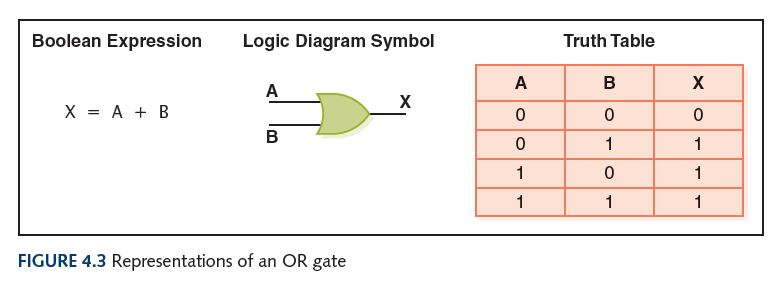 Boolean Expression
Logic Diagram Symbol
Truth Table
X = A + B
A
B
X
A B X
0 0 0
0 1 1
1 0 1
1 1 1
FIGURE 4.3 Representations of an OR gate